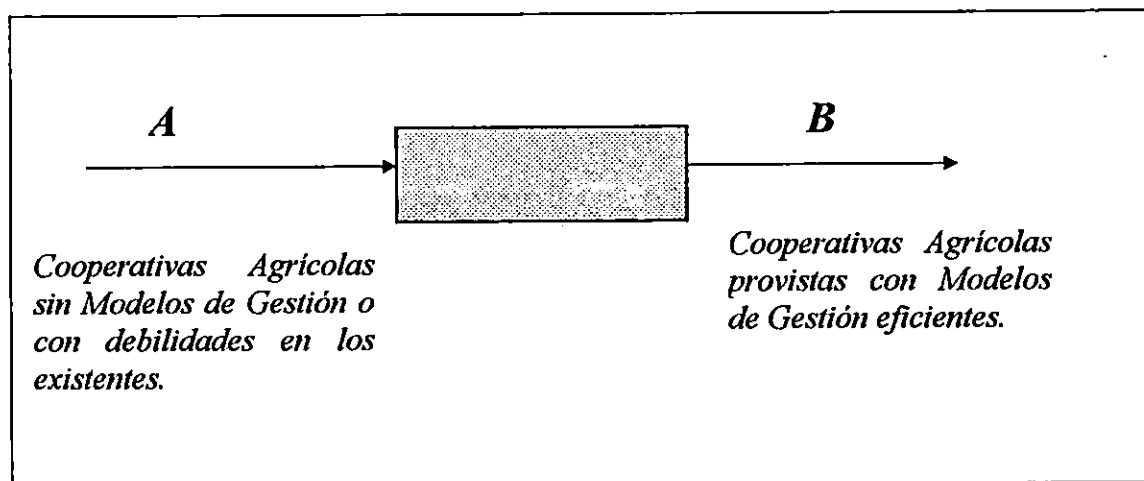 A
B
Cooperativas Agrícolas
sin Modelos de Gestión o
con debilidades en los
existentes.
Cooperativas Agrícolas
provistas con Modelos
de Gestión eficientes.